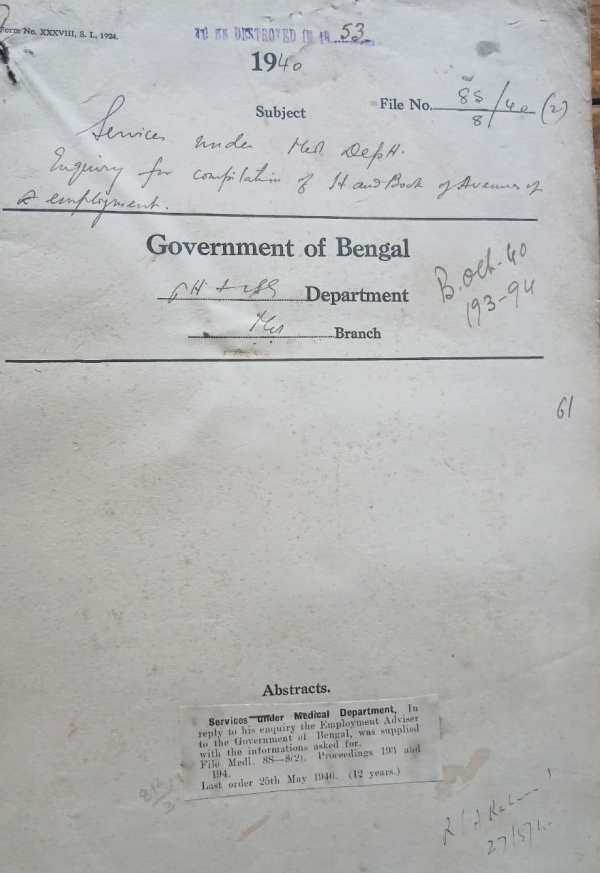 Form No. XXXVIII, S. I., 1924.
TO BE DESTROYED IN 19 53
1940
Subject
File No. 8S/40 (2)
8
Services under Med. Deptt.
Enquiry for compilation of Hand Book of Avenues of
employment.
Government of Bengal
Department
Branch
B. Oct. 40
193-94
61
Abstracts.
Services under Medical Department, In
reply to his enquiry the Employment Adviser
to the Government of Bengal, was supplied
with the informations asked for.
File Medl. 8S—8(2). Proceedings 193 and
194.
Last order 25th May 1940. (12 years.)